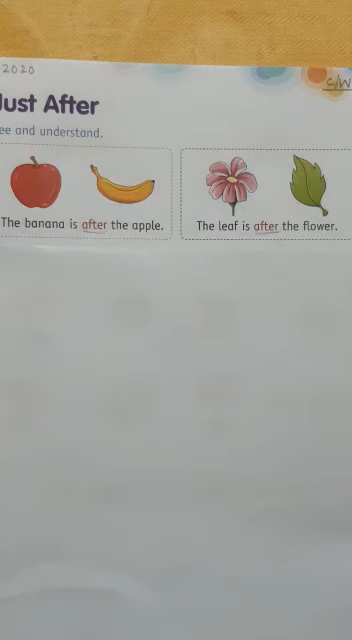 2020
C/W
Just After
ee and understand.
The banana is after the apple.
The leaf is after the flower.